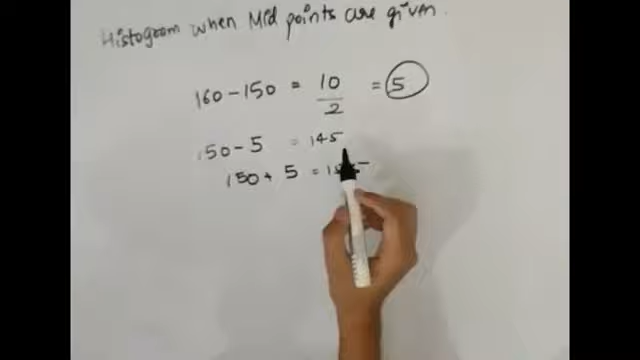 Histogram when Mid points are given.
160 - 150 = 10/2 = 5
150 - 5 = 145
150 + 5 =